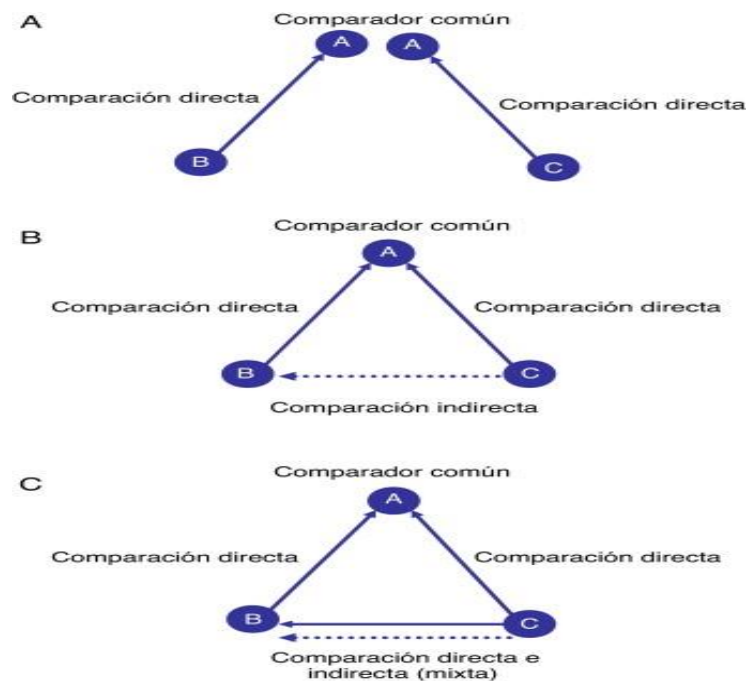 A
Comparador común
A A
Comparación directa
Comparación directa
B
C
B
Comparador común
A
Comparación directa
Comparación directa
B
C
Comparación indirecta
C
Comparador común
A
Comparación directa
Comparación directa
B
C
Comparación directa e
indirecta (mixta)